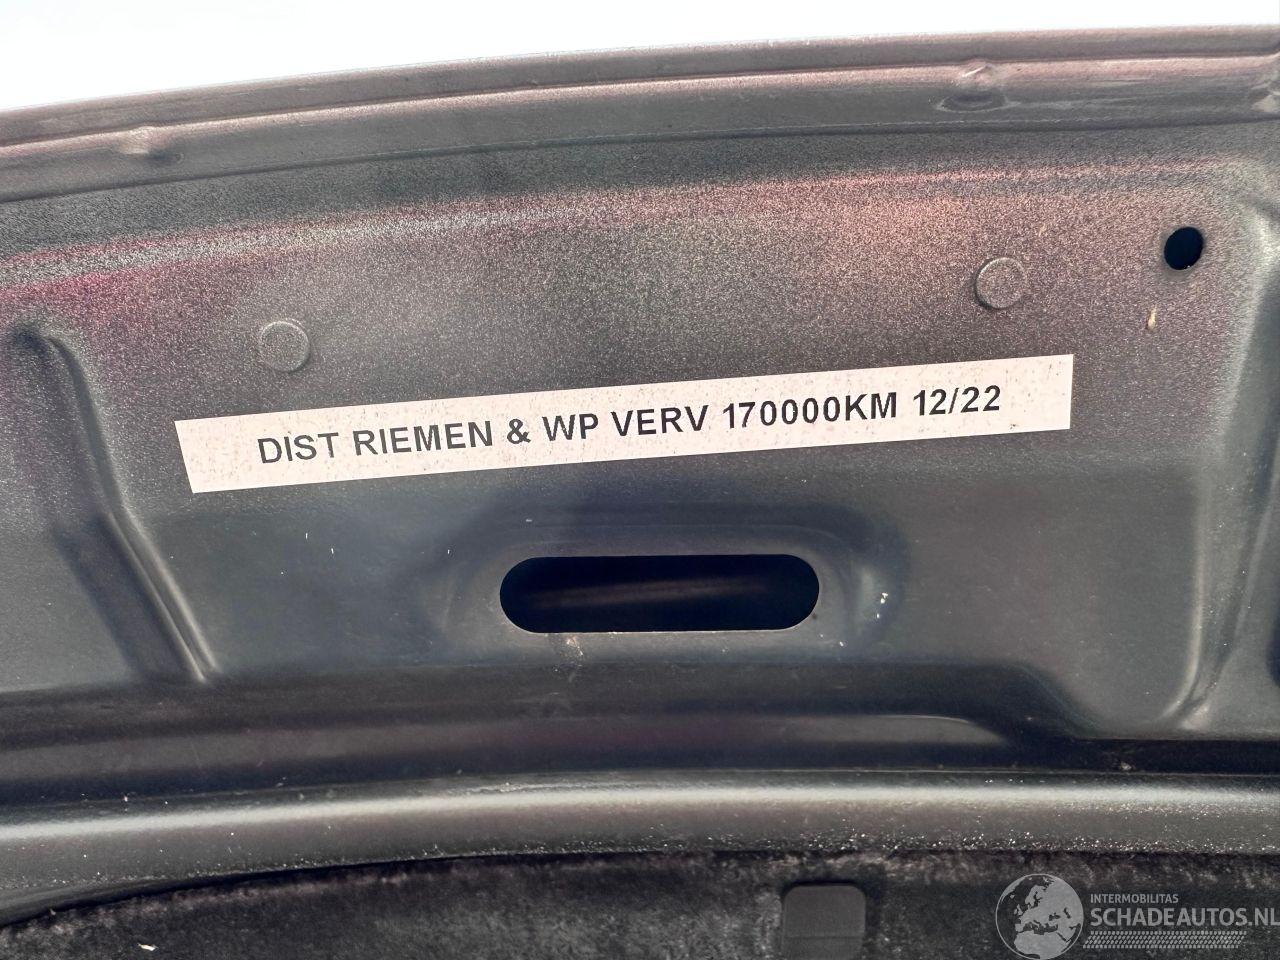 DIST RIEMEN & WP VERV 170000KM 12/22
INTERMOBILITAS
SCHADEAUTOS.NL